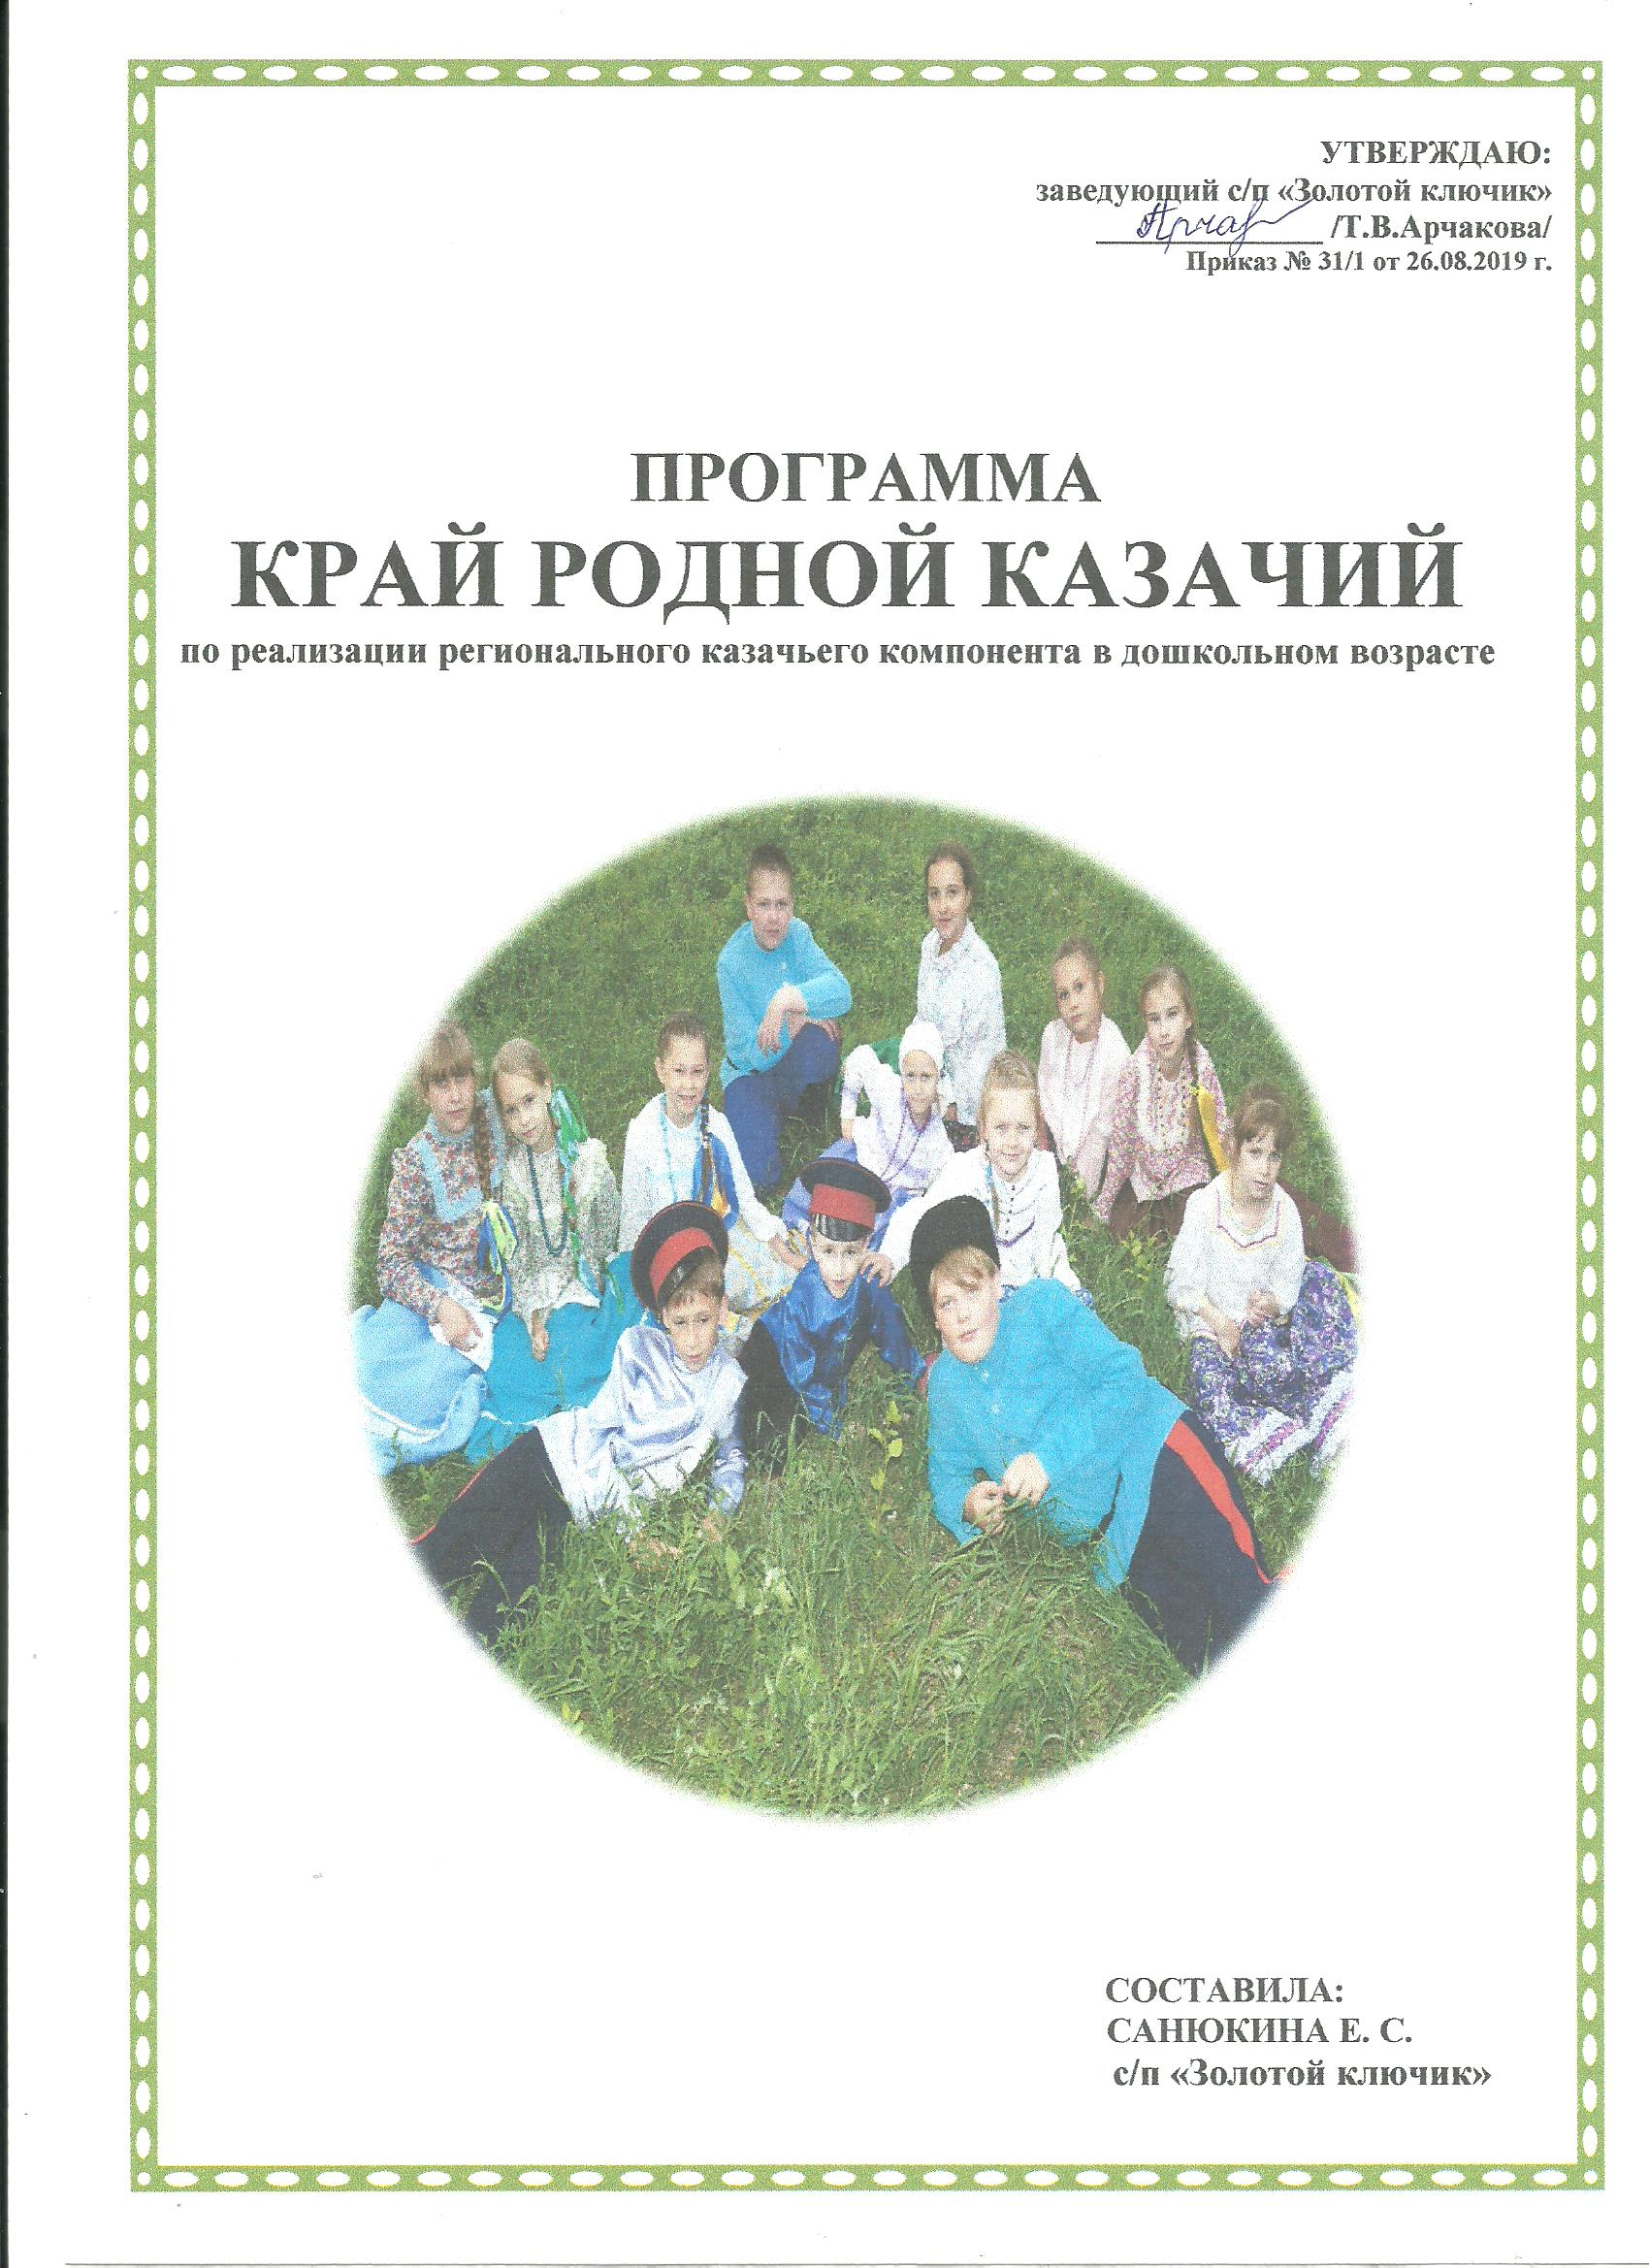 УТВЕРЖДАЮ:
заведующий с/п «Золотой ключик»
/Т.В.Арчакова/
Приказ № 31/1 от 26.08.2019 г.
ПРОГРАММА
КРАЙ РОДНОЙ КАЗАЧИЙ
по реализации регионального казачьего компонента в дошкольном возрасте
СОСТАВИЛА:
САНЮКИНА Е. С.
с/п «Золотой ключик»